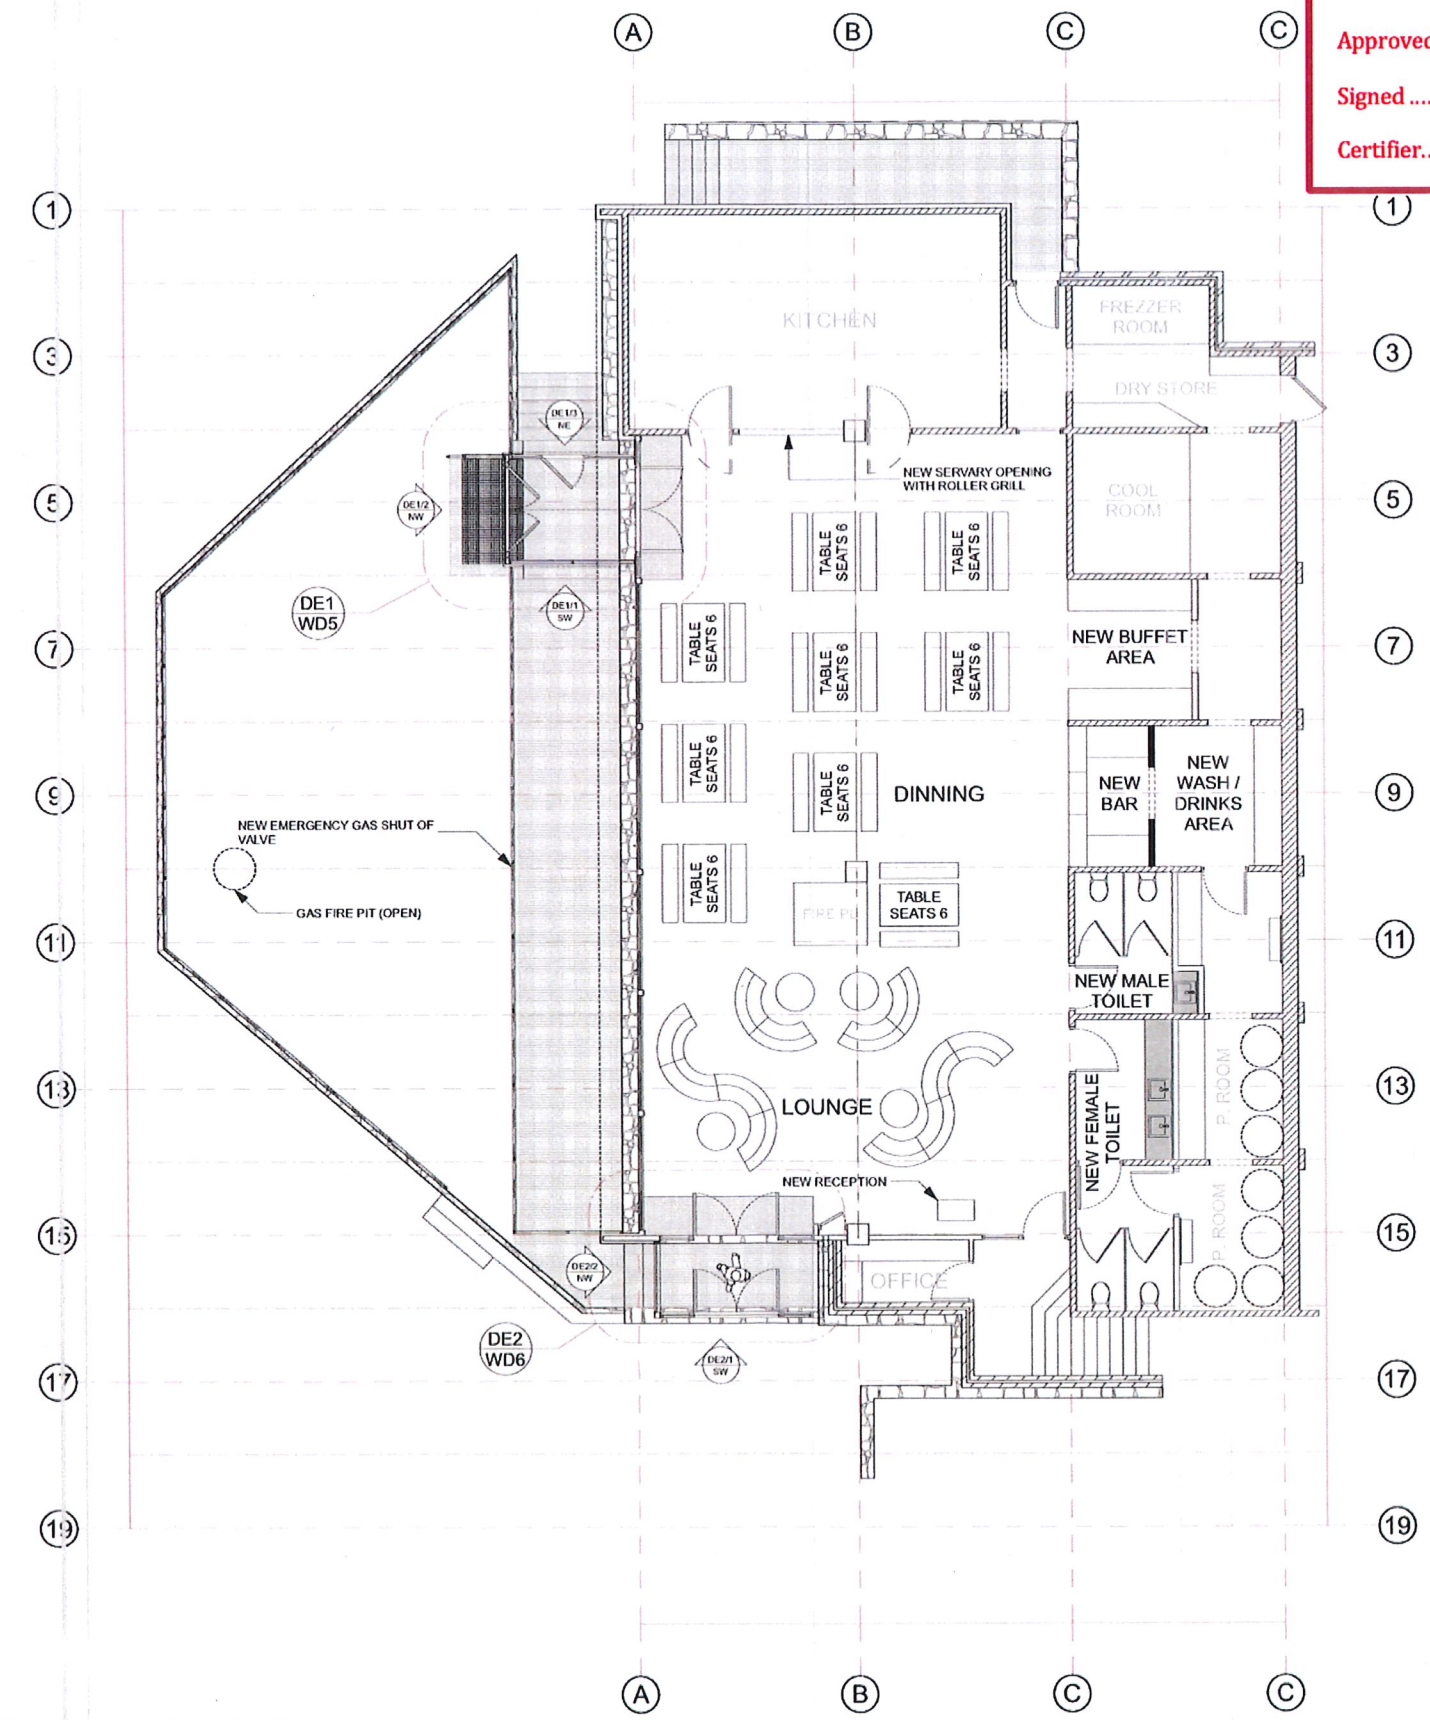 A
B
C
C
Approved
Signed ....
Certifier..
1
1
KITCHEN
FREZZER
ROOM
3
3
DRY STORE
DE1/3
NE
NEW SERVARY OPENING
WITH ROLLER GRILL
COOL
ROOM
5
5
DE1/2
NW
TABLE
SEATS 6
TABLE
SEATS 6
DE1
WD5
DE1/1
SW
7
7
TABLE
SEATS 6
TABLE
SEATS 6
TABLE
SEATS 6
NEW BUFFET
AREA
TABLE
SEATS 6
TABLE
SEATS 6
DINNING
NEW
BAR
NEW
WASH /
DRINKS
AREA
9
9
NEW EMERGENCY GAS SHUT OF
VALVE
GAS FIRE PIT (OPEN)
TABLE
SEATS 6
FIRE PIT
TABLE
SEATS 6
11
11
NEW MALE
TOILET
13
13
LOUNGE
NEW FEMALE
TOILET
P. ROOM
NEW RECEPTION
15
15
P. ROOM
DE2/2
NW
OFFICE
DE2
WD6
DE2/1
SW
17
17
19
19
A
B
C
C